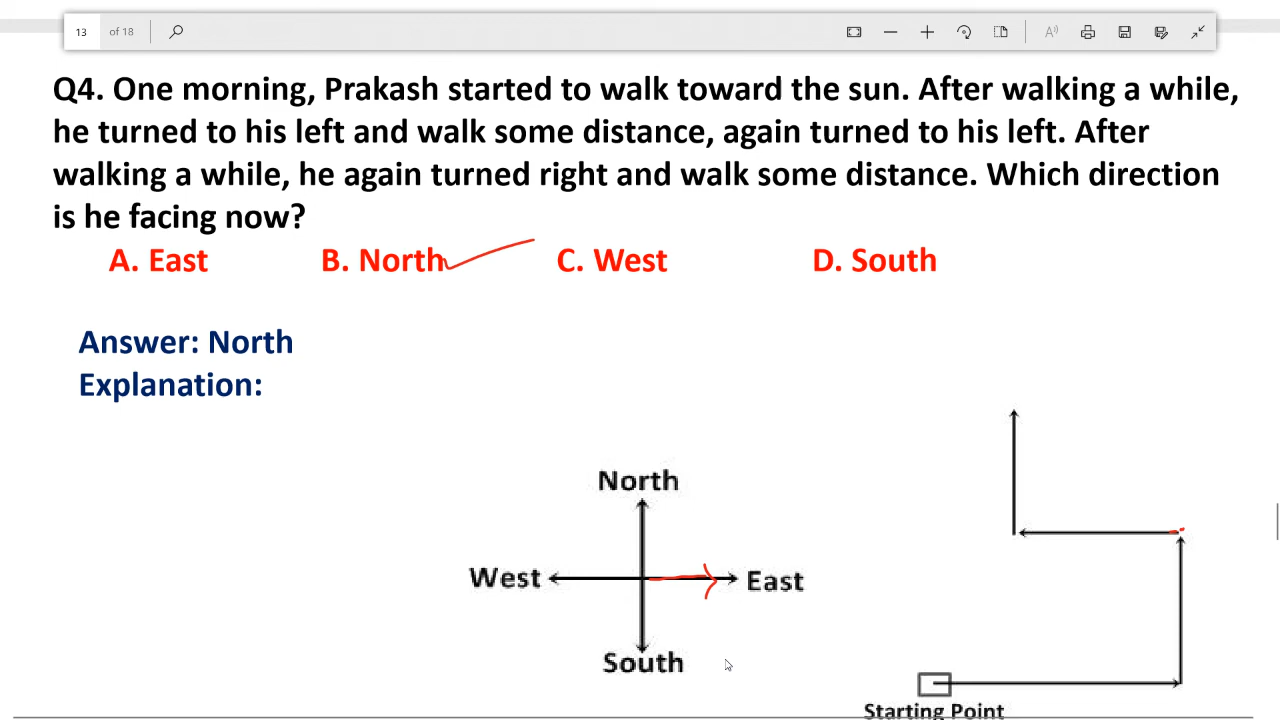 13 of 18
Q4. One morning, Prakash started to walk toward the sun. After walking a while,
he turned to his left and walk some distance, again turned to his left. After
walking a while, he again turned right and walk some distance. Which direction
is he facing now?
A. East B. North C. West D. South
Answer: North
Explanation:
North
West East
South
Starting Point